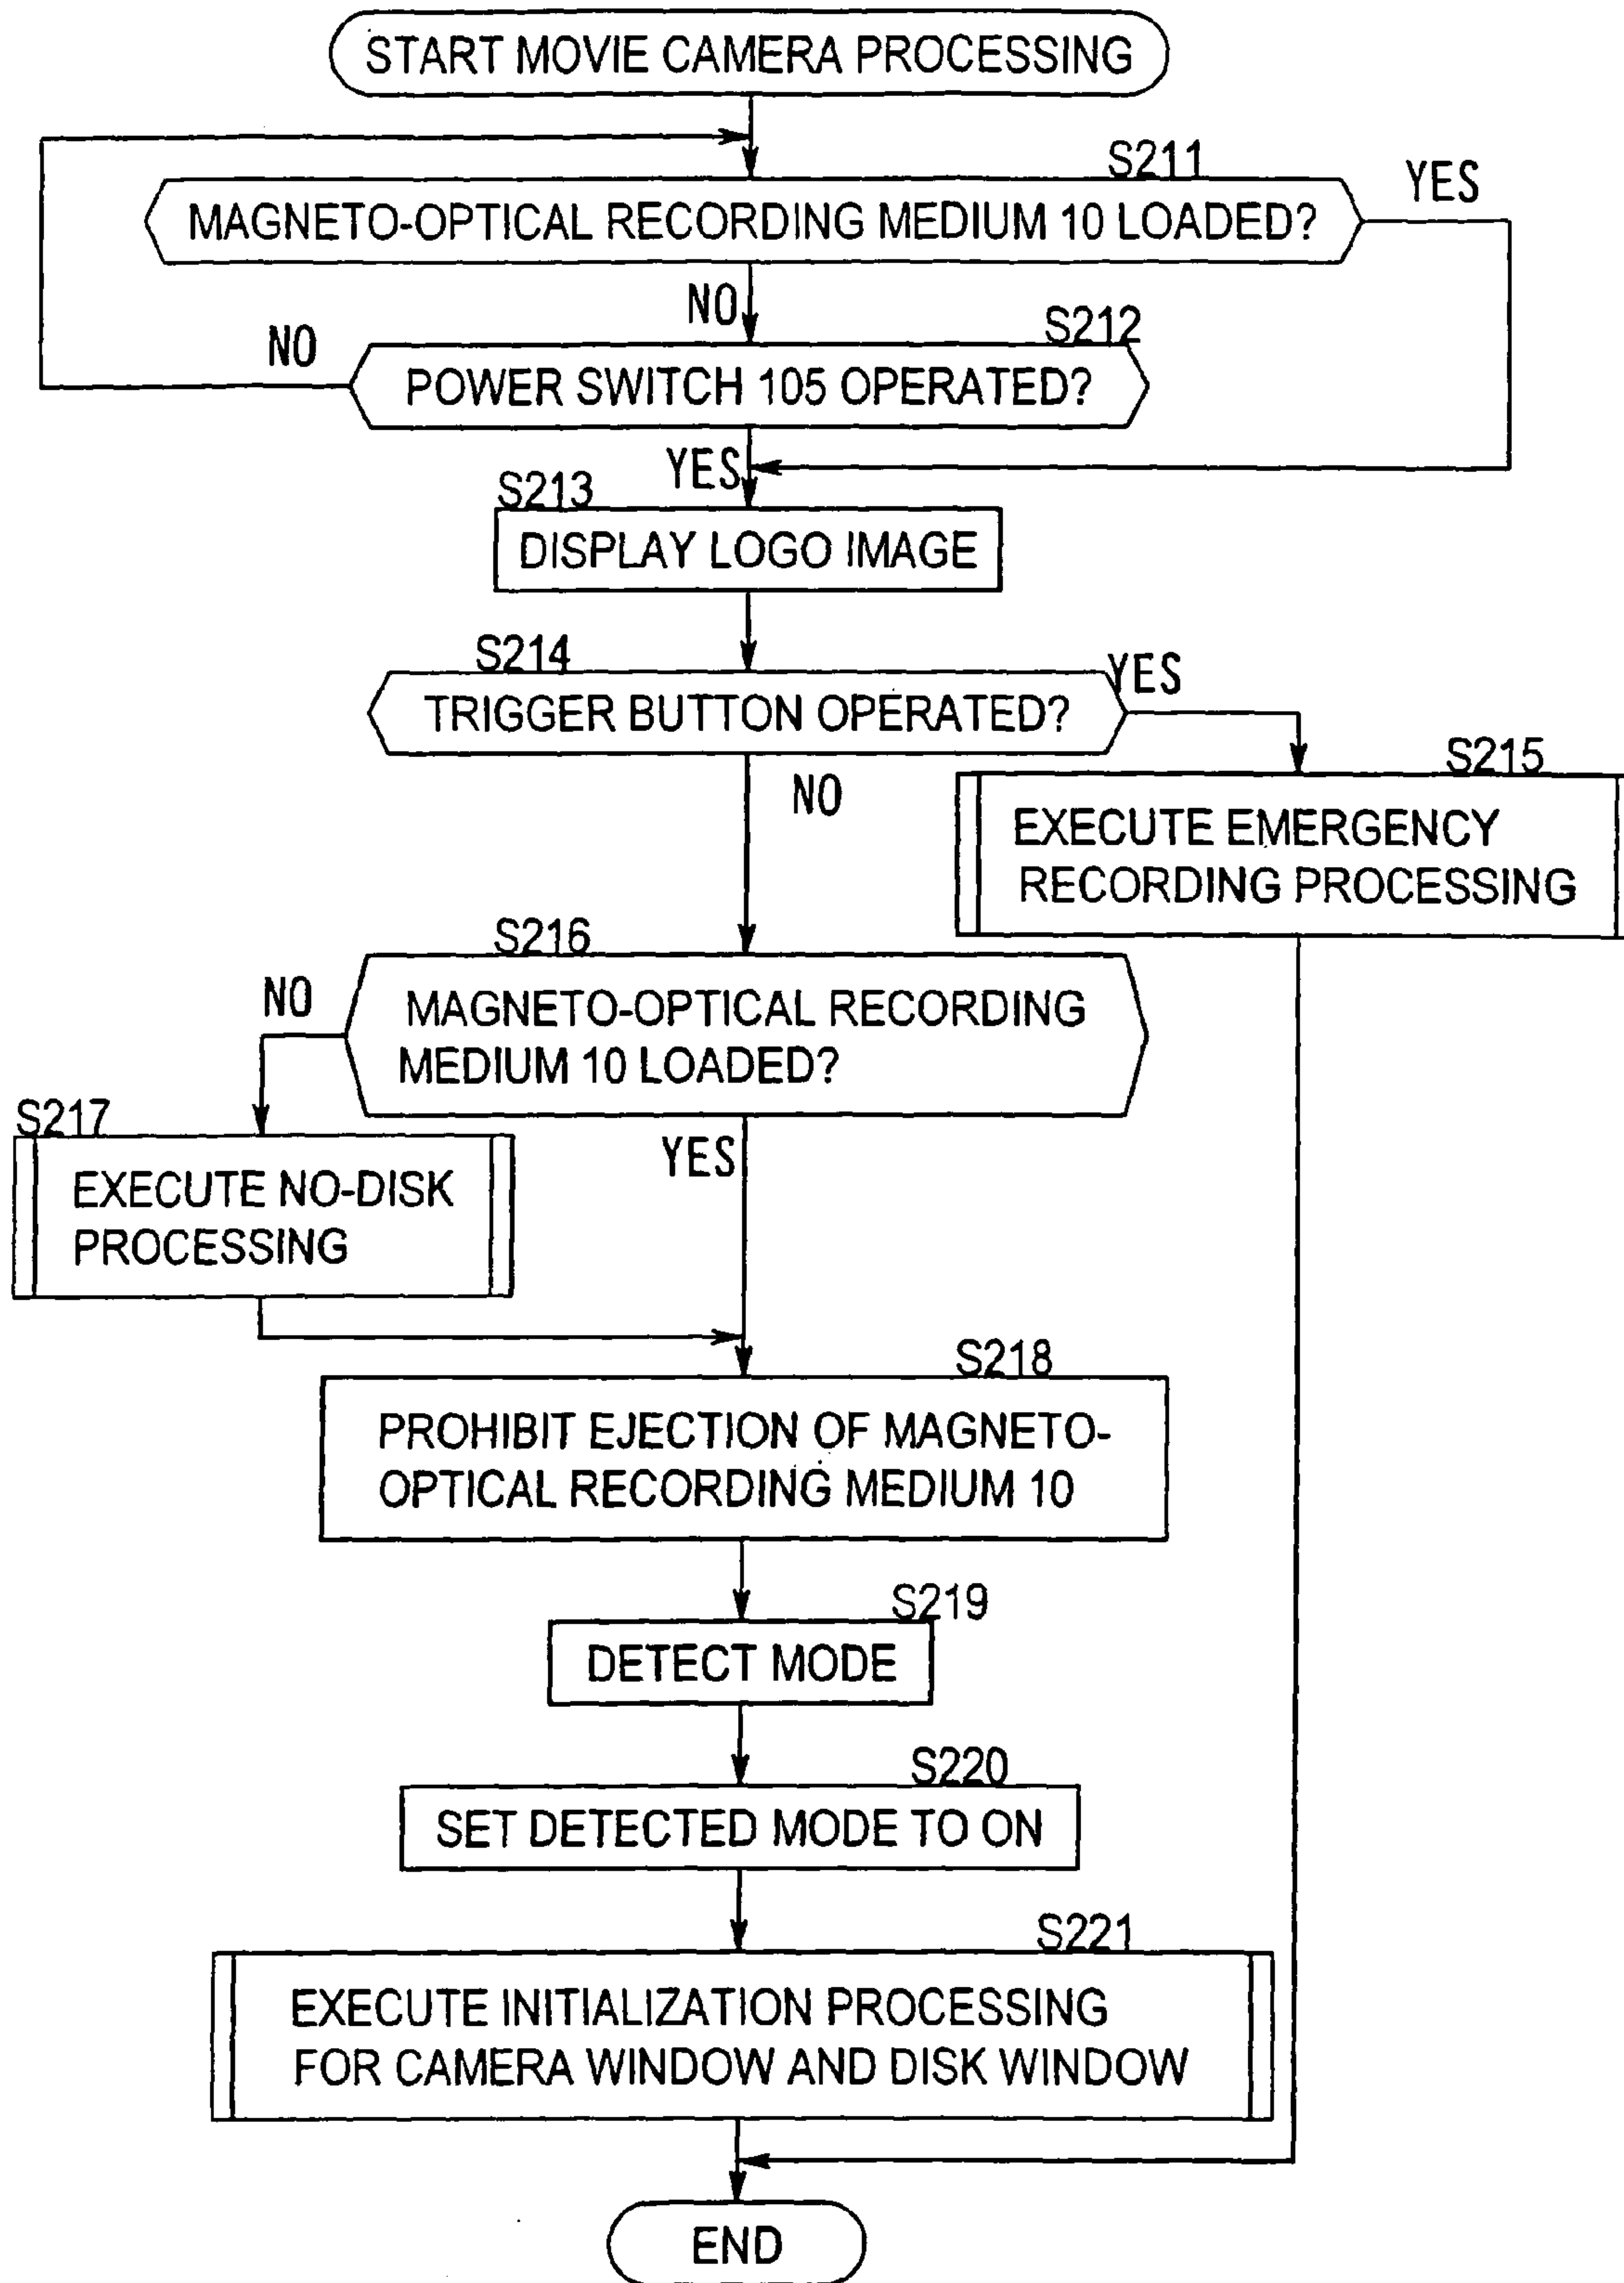 START MOVIE CAMERA PROCESSING
S211
YES
MAGNETO-OPTICAL RECORDING MEDIUM 10 LOADED?
NO
S212
NO
POWER SWITCH 105 OPERATED?
YES
S213
DISPLAY LOGO IMAGE
S214
YES
TRIGGER BUTTON OPERATED?
S215
NO
EXECUTE EMERGENCY
RECORDING PROCESSING
S216
NO
MAGNETO-OPTICAL RECORDING
MEDIUM 10 LOADED?
S217
YES
EXECUTE NO-DISK
PROCESSING
S218
PROHIBIT EJECTION OF MAGNETO-
OPTICAL RECORDING MEDIUM 10
S219
DETECT MODE
S220
SET DETECTED MODE TO ON
S221
EXECUTE INITIALIZATION PROCESSING
FOR CAMERA WINDOW AND DISK WINDOW
END